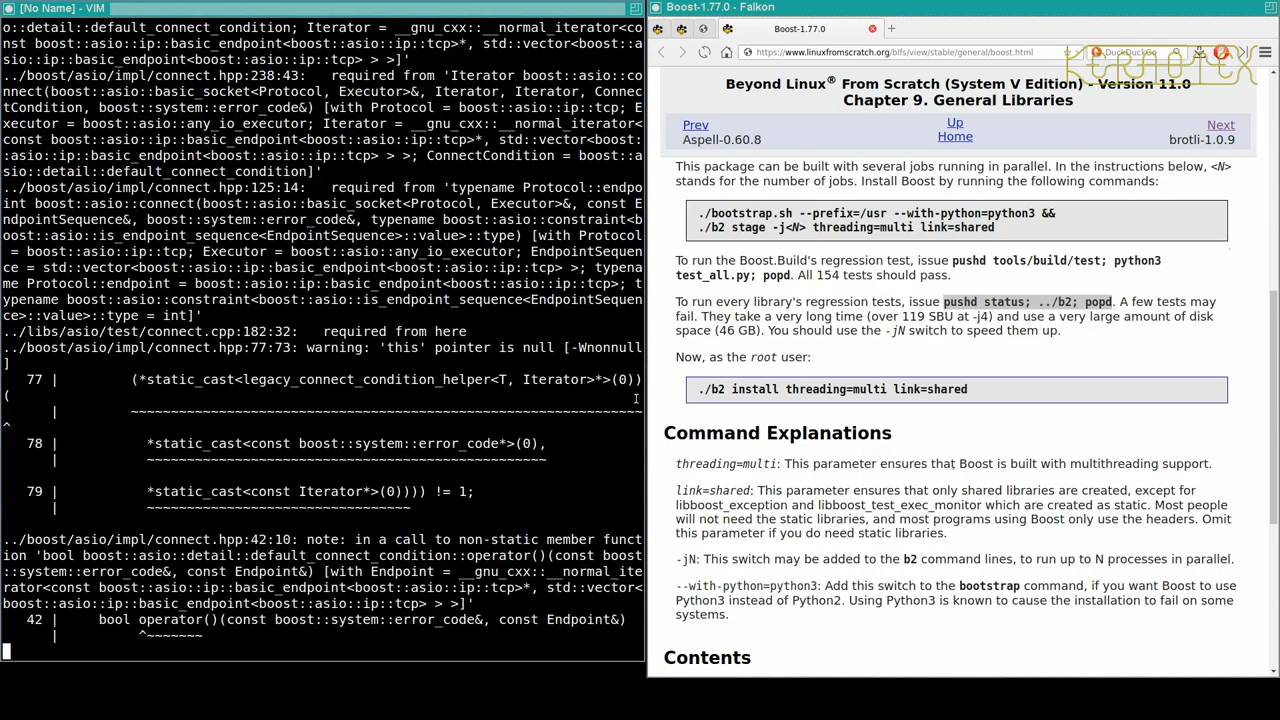 [No Name] - VIM
o::detail::default_connect_condition; Iterator = __gnu_cxx::__normal_iterator<co
nst boost::asio::ip::basic_endpoint<boost::asio::ip::tcp>*, std::vector<boost::a
sio::ip::basic_endpoint<boost::asio::ip::tcp> > >]'
../boost/asio/impl/connect.hpp:238:43:   required from 'Iterator boost::asio::co
nnect(boost::asio::basic_socket<Protocol, Executor>&, Iterator, Iterator, Connec
tCondition, boost::system::error_code&) [with Protocol = boost::asio::ip::tcp; E
xecutor = boost::asio::any_io_executor; Iterator = __gnu_cxx::__normal_iterator<
const boost::asio::ip::basic_endpoint<boost::asio::ip::tcp>*, std::vector<boost:
:asio::ip::basic_endpoint<boost::asio::ip::tcp> > >; ConnectCondition = boost::a
sio::detail::default_connect_condition]'
../boost/asio/impl/connect.hpp:125:14:   required from 'typename Protocol::endpo
int boost::asio::connect(boost::asio::basic_socket<Protocol, Executor>&, const E
ndpointSequence&, boost::system::error_code&, typename boost::asio::constraint<b
oost::asio::is_endpoint_sequence<EndpointSequence>::value>::type) [with Protocol
 = boost::asio::ip::tcp; Executor = boost::asio::any_io_executor; EndpointSequen
ce = std::vector<boost::asio::ip::basic_endpoint<boost::asio::ip::tcp> >; typena
me Protocol::endpoint = boost::asio::ip::basic_endpoint<boost::asio::ip::tcp>; t
ypename boost::asio::constraint<boost::asio::is_endpoint_sequence<EndpointSequen
ce>::value>::type = int]'
../libs/asio/test/connect.cpp:182:32:   required from here
../boost/asio/impl/connect.hpp:77:73: warning: 'this' pointer is null [-Wnonnull
]
77 |         (*static_cast<legacy_connect_condition_helper<T, Iterator>*>(0))
(
|         ~~~~~~~~~~~~~~~~~~~~~~~~~~~~~~~~~~~~~~~~~~~~~~~~~~~~~~~~~~~~~~~~
^
78 |           *static_cast<const boost::system::error_code*>(0),
|           ~~~~~~~~~~~~~~~~~~~~~~~~~~~~~~~~~~~~~~~~~~~~~~~~~~
79 |           *static_cast<const Iterator*>(0)))) != 1;
|           ~~~~~~~~~~~~~~~~~~~~~~~~~~~~~~~~~
../boost/asio/impl/connect.hpp:42:10: note: in a call to non-static member funct
ion 'bool boost::asio::detail::default_connect_condition::operator()(const boost
::system::error_code&, const Endpoint&) [with Endpoint = __gnu_cxx::__normal_ite
rator<const boost::asio::ip::basic_endpoint<boost::asio::ip::tcp>*, std::vector<
boost::asio::ip::basic_endpoint<boost::asio::ip::tcp> > >]'
42 |     bool operator()(const boost::system::error_code&, const Endpoint&)
|          ^~~~~~~~
Boost-1.77.0 - Falkon
Boost-1.77.0
https://www.linuxfromscratch.org/blfs/view/stable/general/boost.html
DuckDuckGo
KERNOTEX
Beyond Linux® From Scratch (System V Edition) - Version 11.0
Chapter 9. General Libraries
Prev Up Next
Aspell-0.60.8 Home brotli-1.0.9
This package can be built with several jobs running in parallel. In the instructions below, <N>
stands for the number of jobs. Install Boost by running the following commands:
./bootstrap.sh --prefix=/usr --with-python=python3 &&
./b2 stage -j<N> threading=multi link=shared
To run the Boost.Build's regression test, issue pushd tools/build/test; python3
test_all.py; popd. All 154 tests should pass.
To run every library's regression tests, issue pushd status; ../b2; popd. A few tests may
fail. They take a very long time (over 119 SBU at -j4) and use a very large amount of disk
space (46 GB). You should use the -jN switch to speed them up.
Now, as the root user:
./b2 install threading=multi link=shared
Command Explanations
threading=multi: This parameter ensures that Boost is built with multithreading support.
link=shared: This parameter ensures that only shared libraries are created, except for
libboost_exception and libboost_test_exec_monitor which are created as static. Most people
will not need the static libraries, and most programs using Boost only use the headers. Omit
this parameter if you do need static libraries.
-jN: This switch may be added to the b2 command lines, to run up to N processes in parallel.
--with-python=python3: Add this switch to the bootstrap command, if you want Boost to use
Python3 instead of Python2. Using Python3 is known to cause the installation to fail on some
systems.
Contents